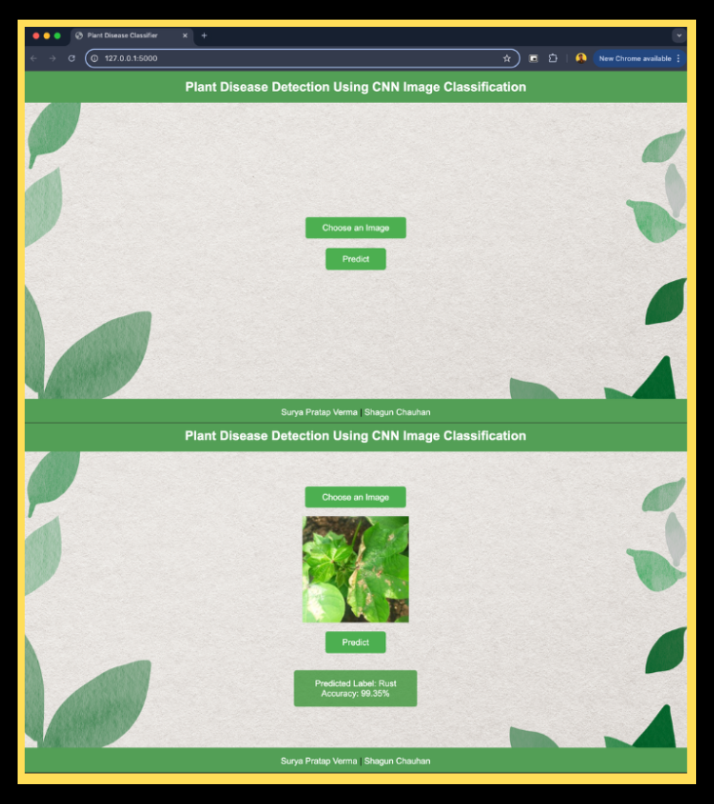 Plant Disease Classifier
127.0.0.1:5000
New Chrome available
Plant Disease Detection Using CNN Image Classification
Choose an Image
Predict
Surya Pratap Verma | Shagun Chauhan
Plant Disease Detection Using CNN Image Classification
Choose an Image
Predict
Predicted Label: Rust
Accuracy: 99.35%
Surya Pratap Verma | Shagun Chauhan